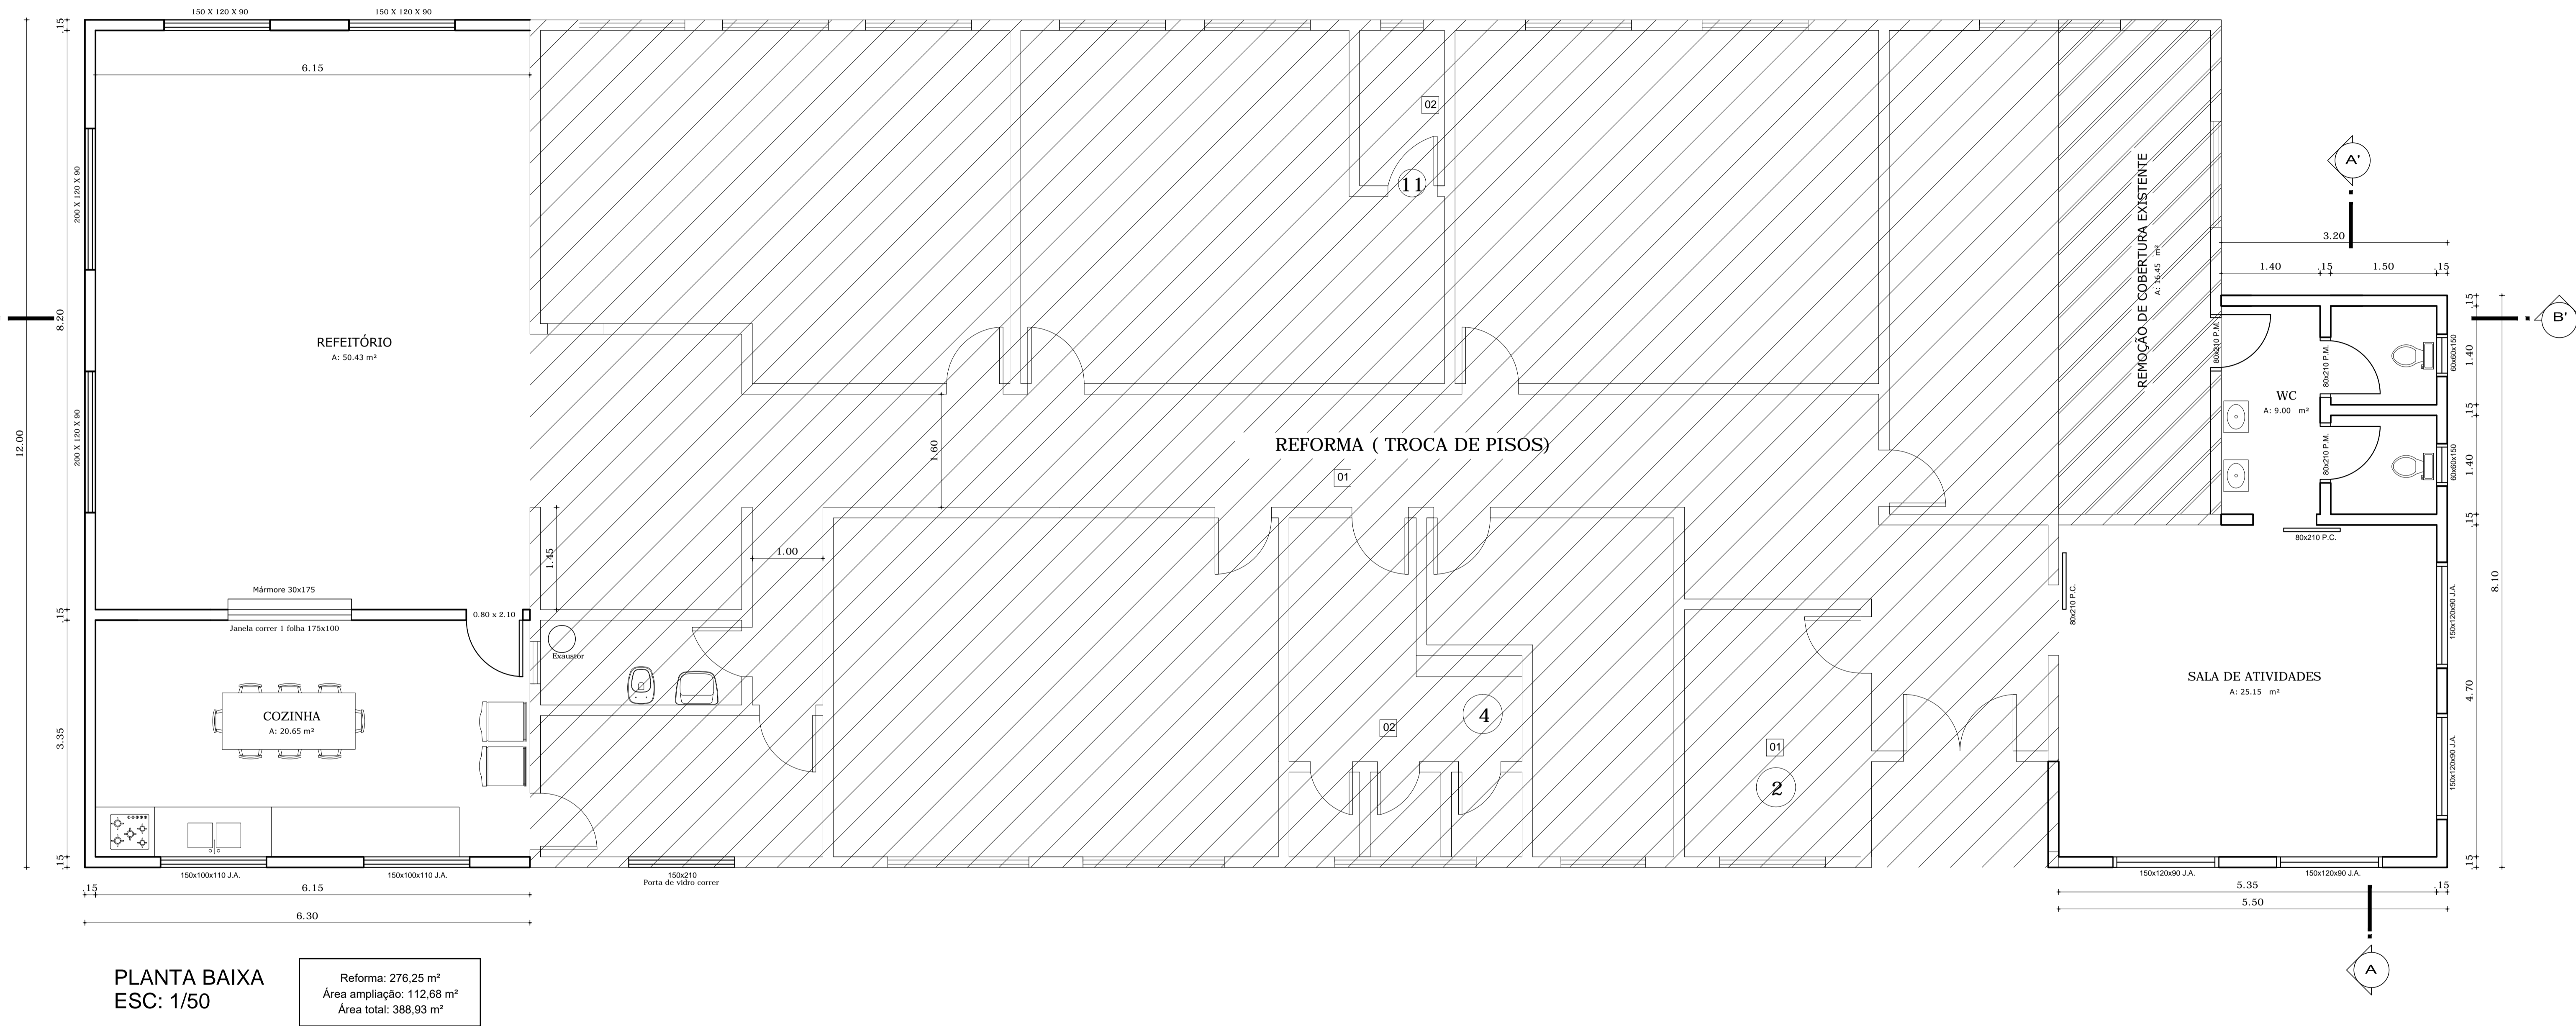 150 X 120 X 90
150 X 120 X 90
.15
6.15
02
11
A'
200 X 120 X 90
REMOÇÃO DE COBERTURA EXISTENTE
A: 16.45 m²
3.20
1.40
.15
1.50
.15
.15
B'
8.20
REFEITÓRIO
A: 50.43 m²
80x210 P.M.
80x210 P.M.
60x60x150
1.40
WC
A: 9.00 m²
.15
12.00
200 X 120 X 90
1.60
REFORMA ( TROCA DE PISOS)
01
80x210 P.M.
60x60x150
1.40
.15
80x210 P.C.
1.45
1.00
8.10
Mármore 30x175
.15
0.80 x 2.10
Janela correr 1 folha 175x100
80x210 P.C.
150x120x90 J.A.
Exaustor
SALA DE ATIVIDADES
A: 25.15 m²
4.70
COZINHA
A: 20.65 m²
3.35
4
02
01
2
150x120x90 J.A.
.15
.15
150x100x110 J.A.
150x100x110 J.A.
150x210
Porta de vidro correr
150x120x90 J.A.
150x120x90 J.A.
.15
6.15
5.35
.15
6.30
5.50
A
PLANTA BAIXA
ESC: 1/50
Reforma: 276,25 m²
Área ampliação: 112,68 m²
Área total: 388,93 m²